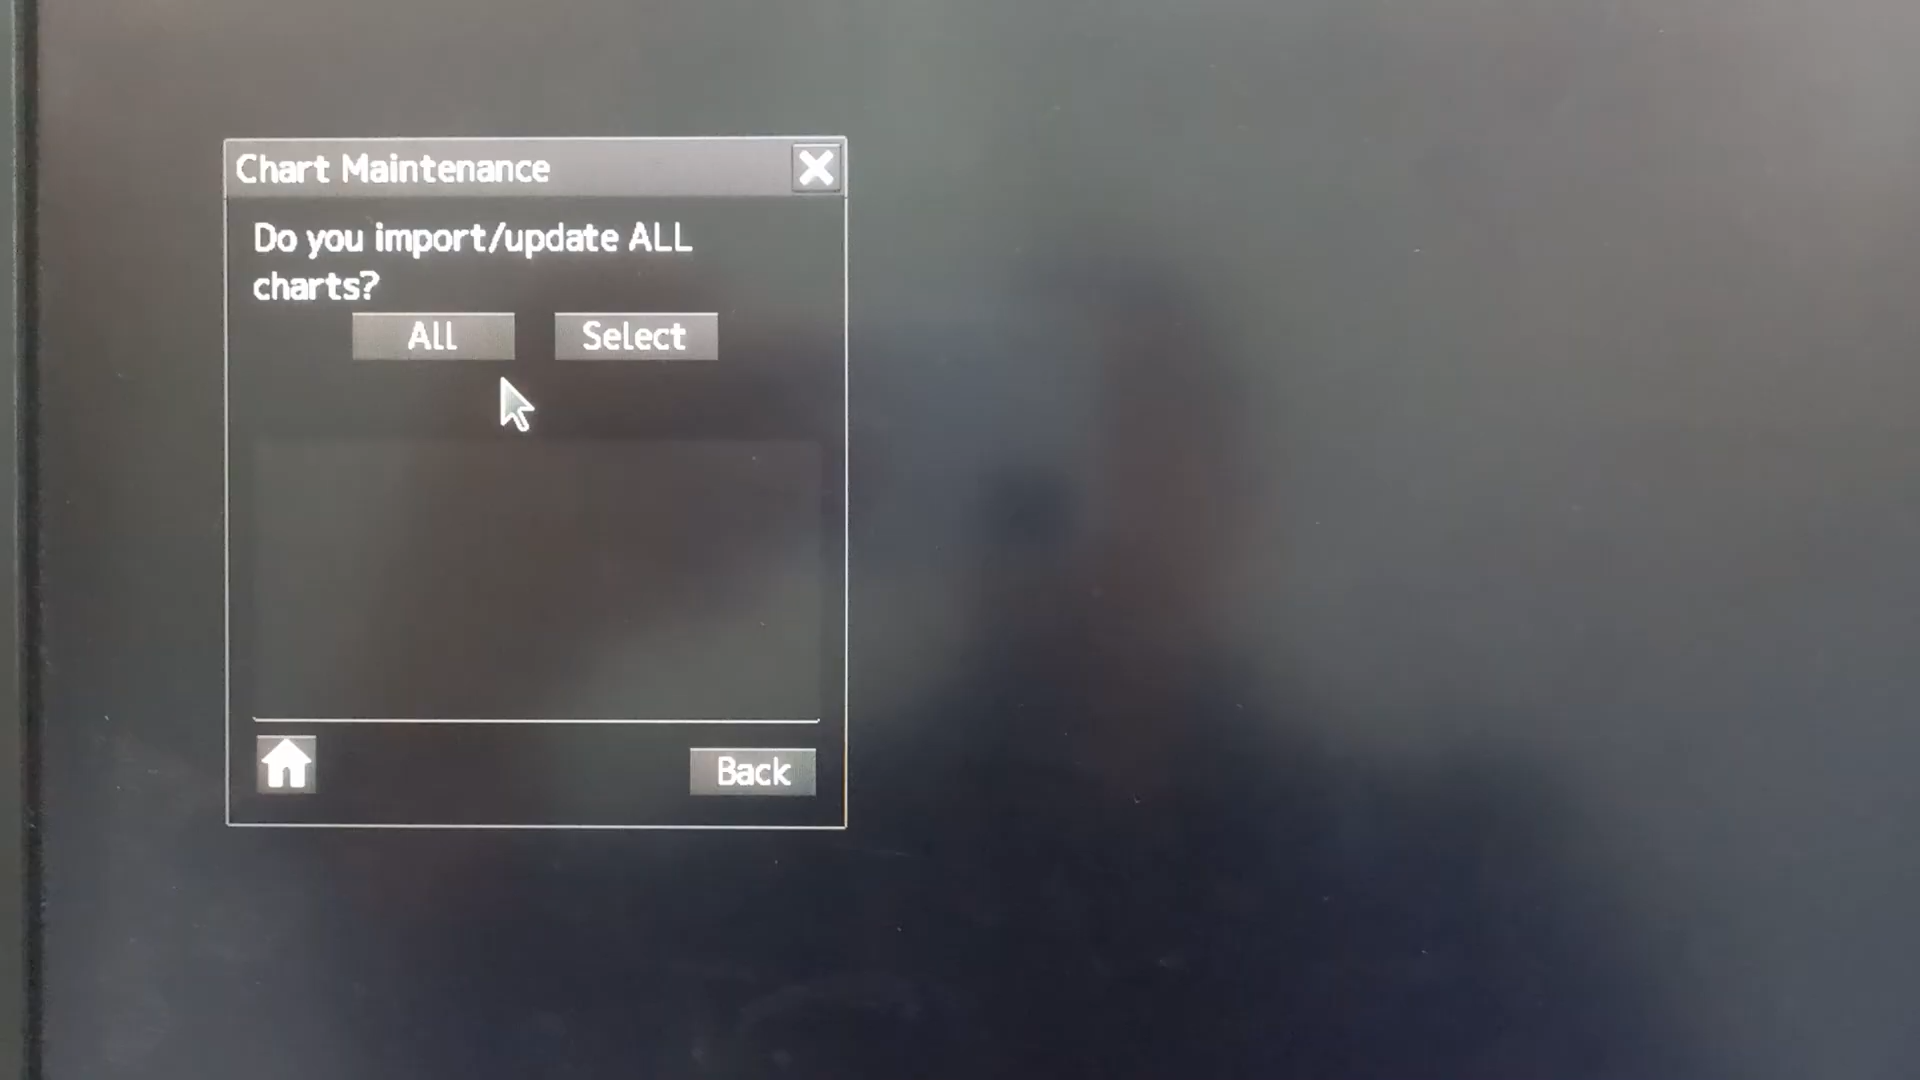 Chart Maintenance
Do you import/update ALL
charts?
All Select
Back